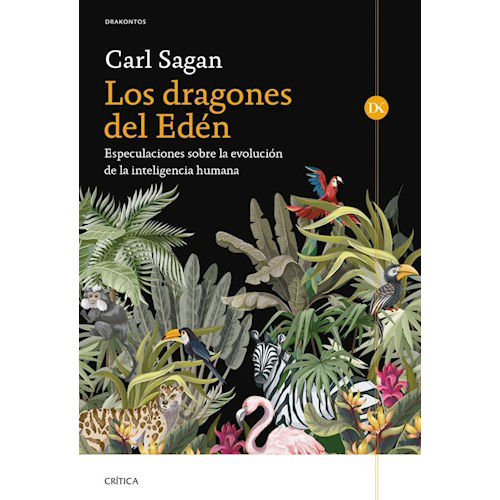 DRAKONTOS
Carl Sagan
Los dragones
del Edén
DK
Especulaciones sobre la evolución
de la inteligencia humana
CRÍTICA